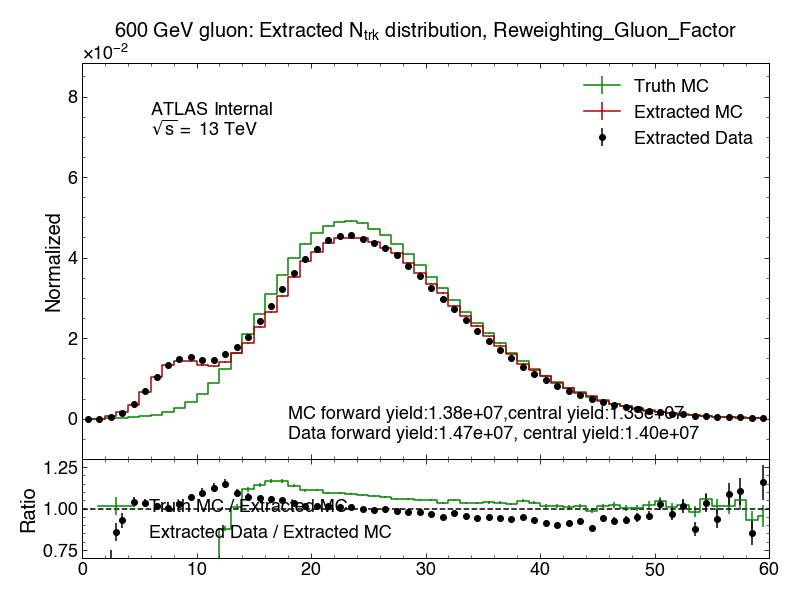 600 GeV gluon: Extracted Ntrk distribution, Reweighting_Gluon_Factor
×10−2
ATLAS Internal
√s = 13 TeV
Truth MC
Extracted MC
Extracted Data
Normalized
8
6
4
2
0
MC forward yield:1.38e+07,central yield:1.33e+07
Data forward yield:1.47e+07, central yield:1.40e+07
Ratio
1.25
1.00
0.75
Truth MC / Extracted MC
Extracted Data / Extracted MC
0 10 20 30 40 50 60